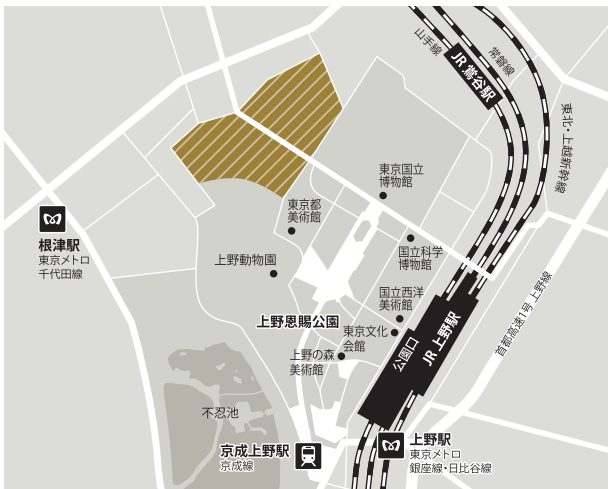 山手線
JR 鶯谷駅
常磐線
東北・上越新幹線
東京国立
博物館
東京都
美術館
根津駅
東京メトロ
千代田線
上野動物園
国立科学
博物館
国立西洋
美術館
上野恩賜公園
東京文化
会館
上野の森
美術館
公園口
JR 上野駅
首都高速1号 上野線
不忍池
京成上野駅
京成線
上野駅
東京メトロ
銀座線・日比谷線